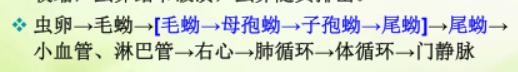 虫卵→毛蚴→[毛蚴→母孢蚴→子孢蚴→尾蚴]→尾蚴→
小血管、淋巴管→右心→肺循环→体循环→门静脉